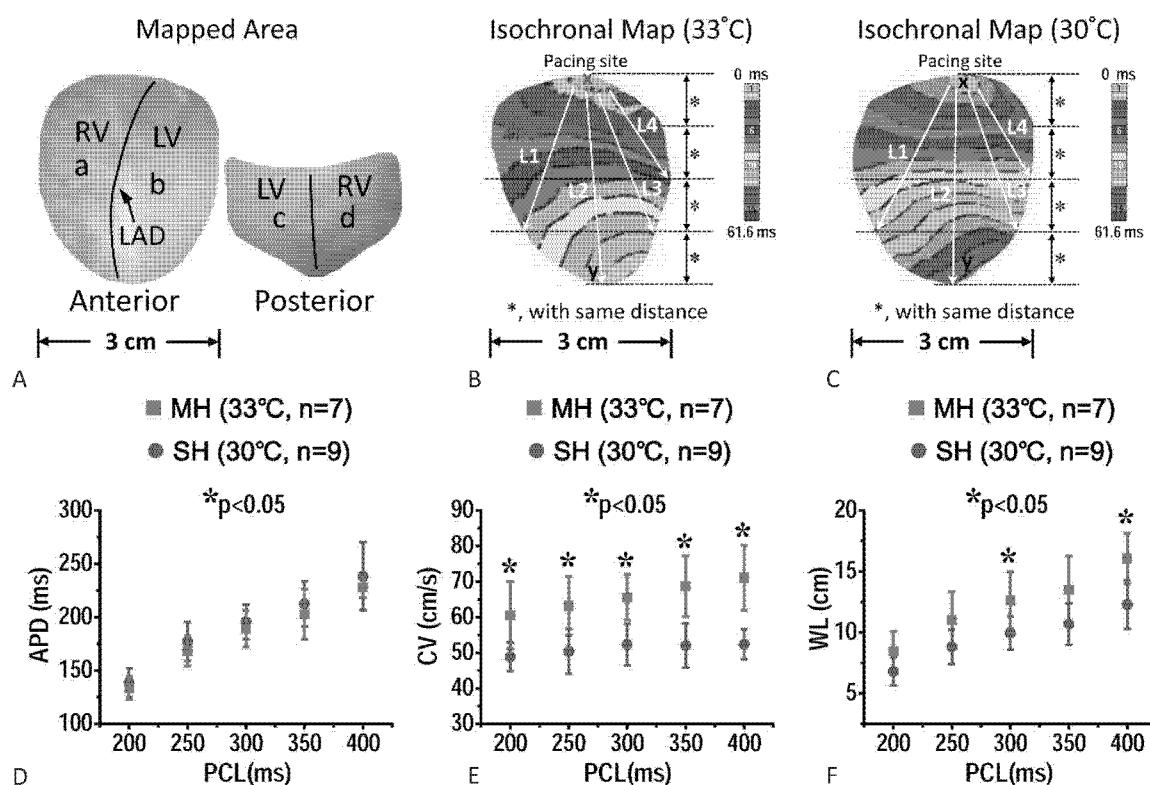 Mapped Area
RV
a
LV
b
LAD
LV
c
RV
d
Anterior
Posterior
3 cm
A
Isochronal Map (33˚C)
Pacing site
0 ms
L1
L2
L3
L4
y
*
*
*
*
61.6 ms
*, with same distance
3 cm
B
Isochronal Map (30˚C)
Pacing site
x
0 ms
L1
L2
L3
L4
y
*
*
*
*
61.6 ms
*, with same distance
3 cm
C
MH (33°C, n=7)
SH (30°C, n=9)
*p<0.05
APD (ms)
300
250
200
150
100
200 250 300 350 400
PCL(ms)
D
MH (33°C, n=7)
SH (30°C, n=9)
*p<0.05
* * * * *
CV (cm/s)
90
80
70
60
50
40
30
200 250 300 350 400
PCL(ms)
E
MH (33°C, n=7)
SH (30°C, n=9)
*p<0.05
* *
WL (cm)
20
15
10
5
200 250 300 350 400
PCL(ms)
F